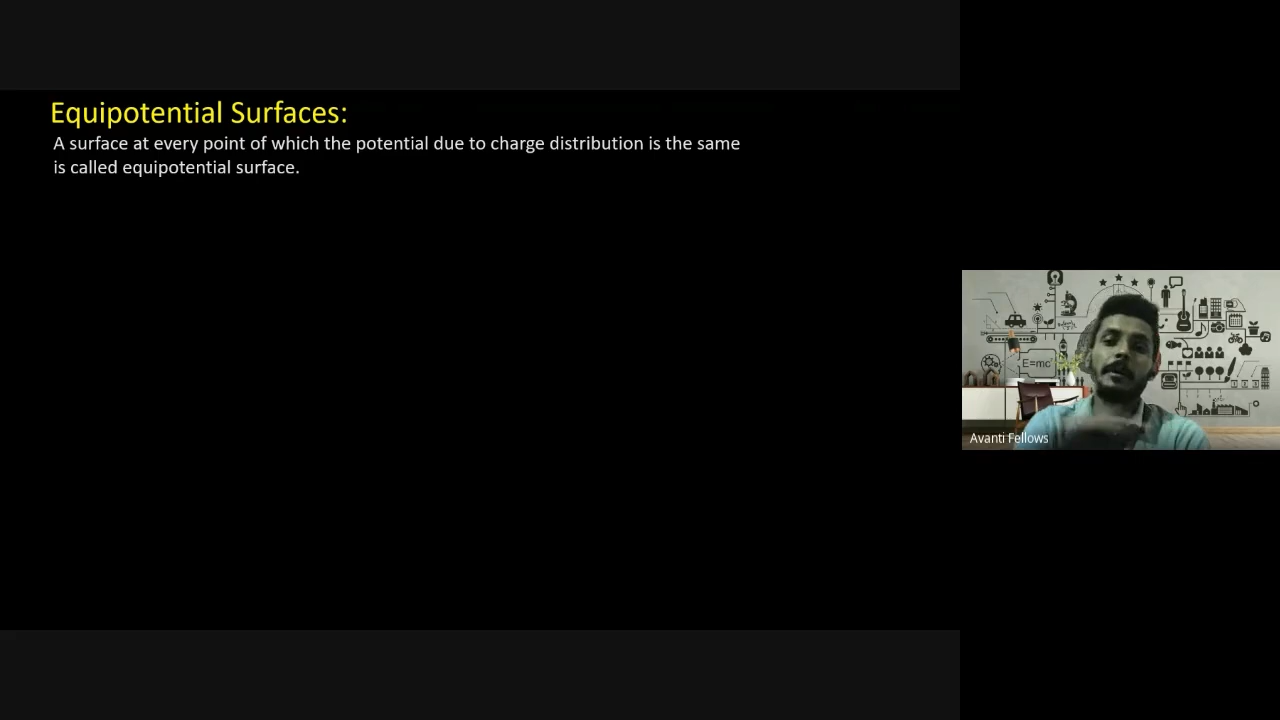 Equipotential Surfaces:
A surface at every point of which the potential due to charge distribution is the same
is called equipotential surface.
E=mc²
Avanti Fellows